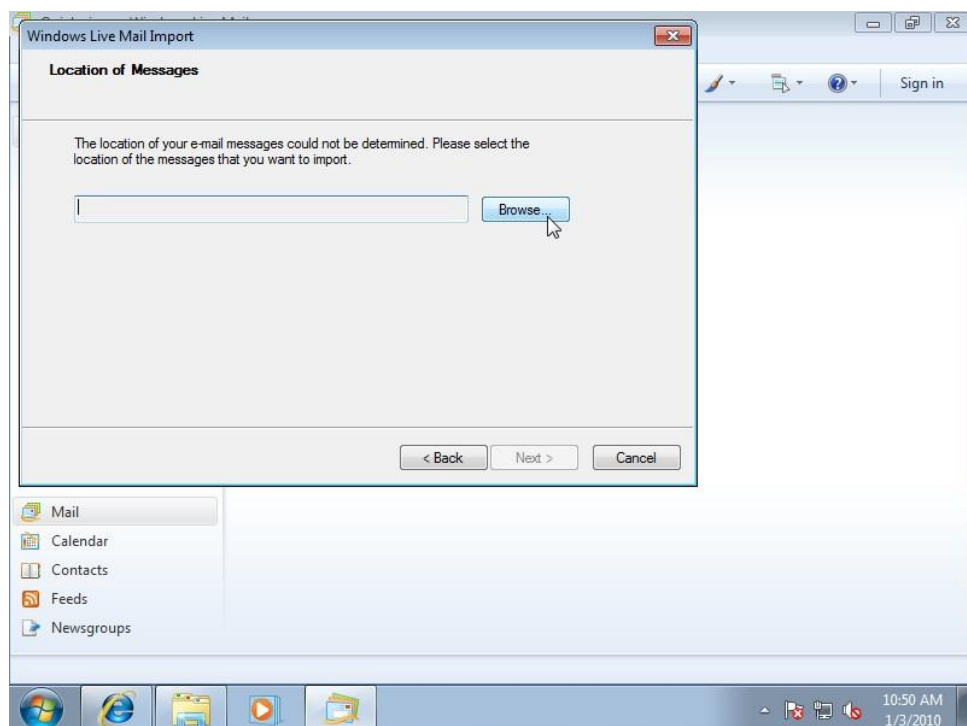 Windows Live Mail Import
Location of Messages
Sign in
The location of your e-mail messages could not be determined. Please select the
location of the messages that you want to import.
Browse...
< Back
Next >
Cancel
Mail
Calendar
Contacts
Feeds
Newsgroups
10:50 AM
1/3/2010